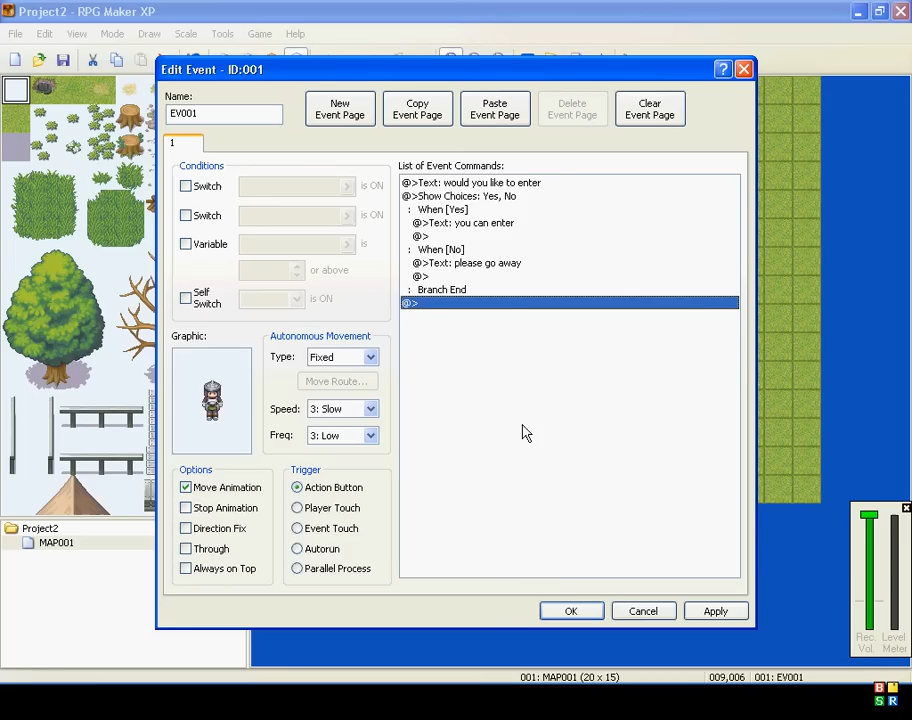 Project2 - RPG Maker XP
File Edit View Mode Draw Scale Tools Game Help
Edit Event - ID:001
Name:
EV001
New Event Page
Copy Event Page
Paste Event Page
Delete Event Page
Clear Event Page
1
Conditions
Switch is ON
Switch is ON
Variable is
or above
Self Switch is ON
Graphic:
Autonomous Movement
Type: Fixed
Move Route...
Speed: 3: Slow
Freq: 3: Low
Options
Move Animation
Stop Animation
Direction Fix
Through
Always on Top
Trigger
Action Button
Player Touch
Event Touch
Autorun
Parallel Process
List of Event Commands:
@>Text: would you like to enter
@>Show Choices: Yes, No
: When [Yes]
@>Text: you can enter
@>
: When [No]
@>Text: please go away
@>
: Branch End
@>
OK Cancel Apply
Project2
MAP001
Rec. Vol
Level Meter
001: MAP001 (20 x 15) 009,006 001: EV001
B
S R